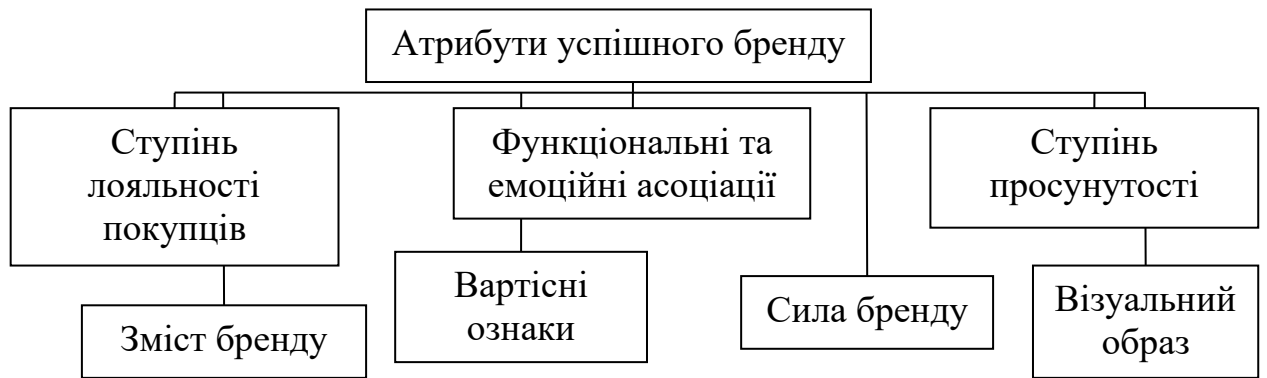 Атрибути успішного бренду
Ступінь
лояльності
покупців
Функціональні та
емоційні асоціації
Ступінь
просунутості
Зміст бренду
Вартісні
ознаки
Сила бренду
Візуальний
образ